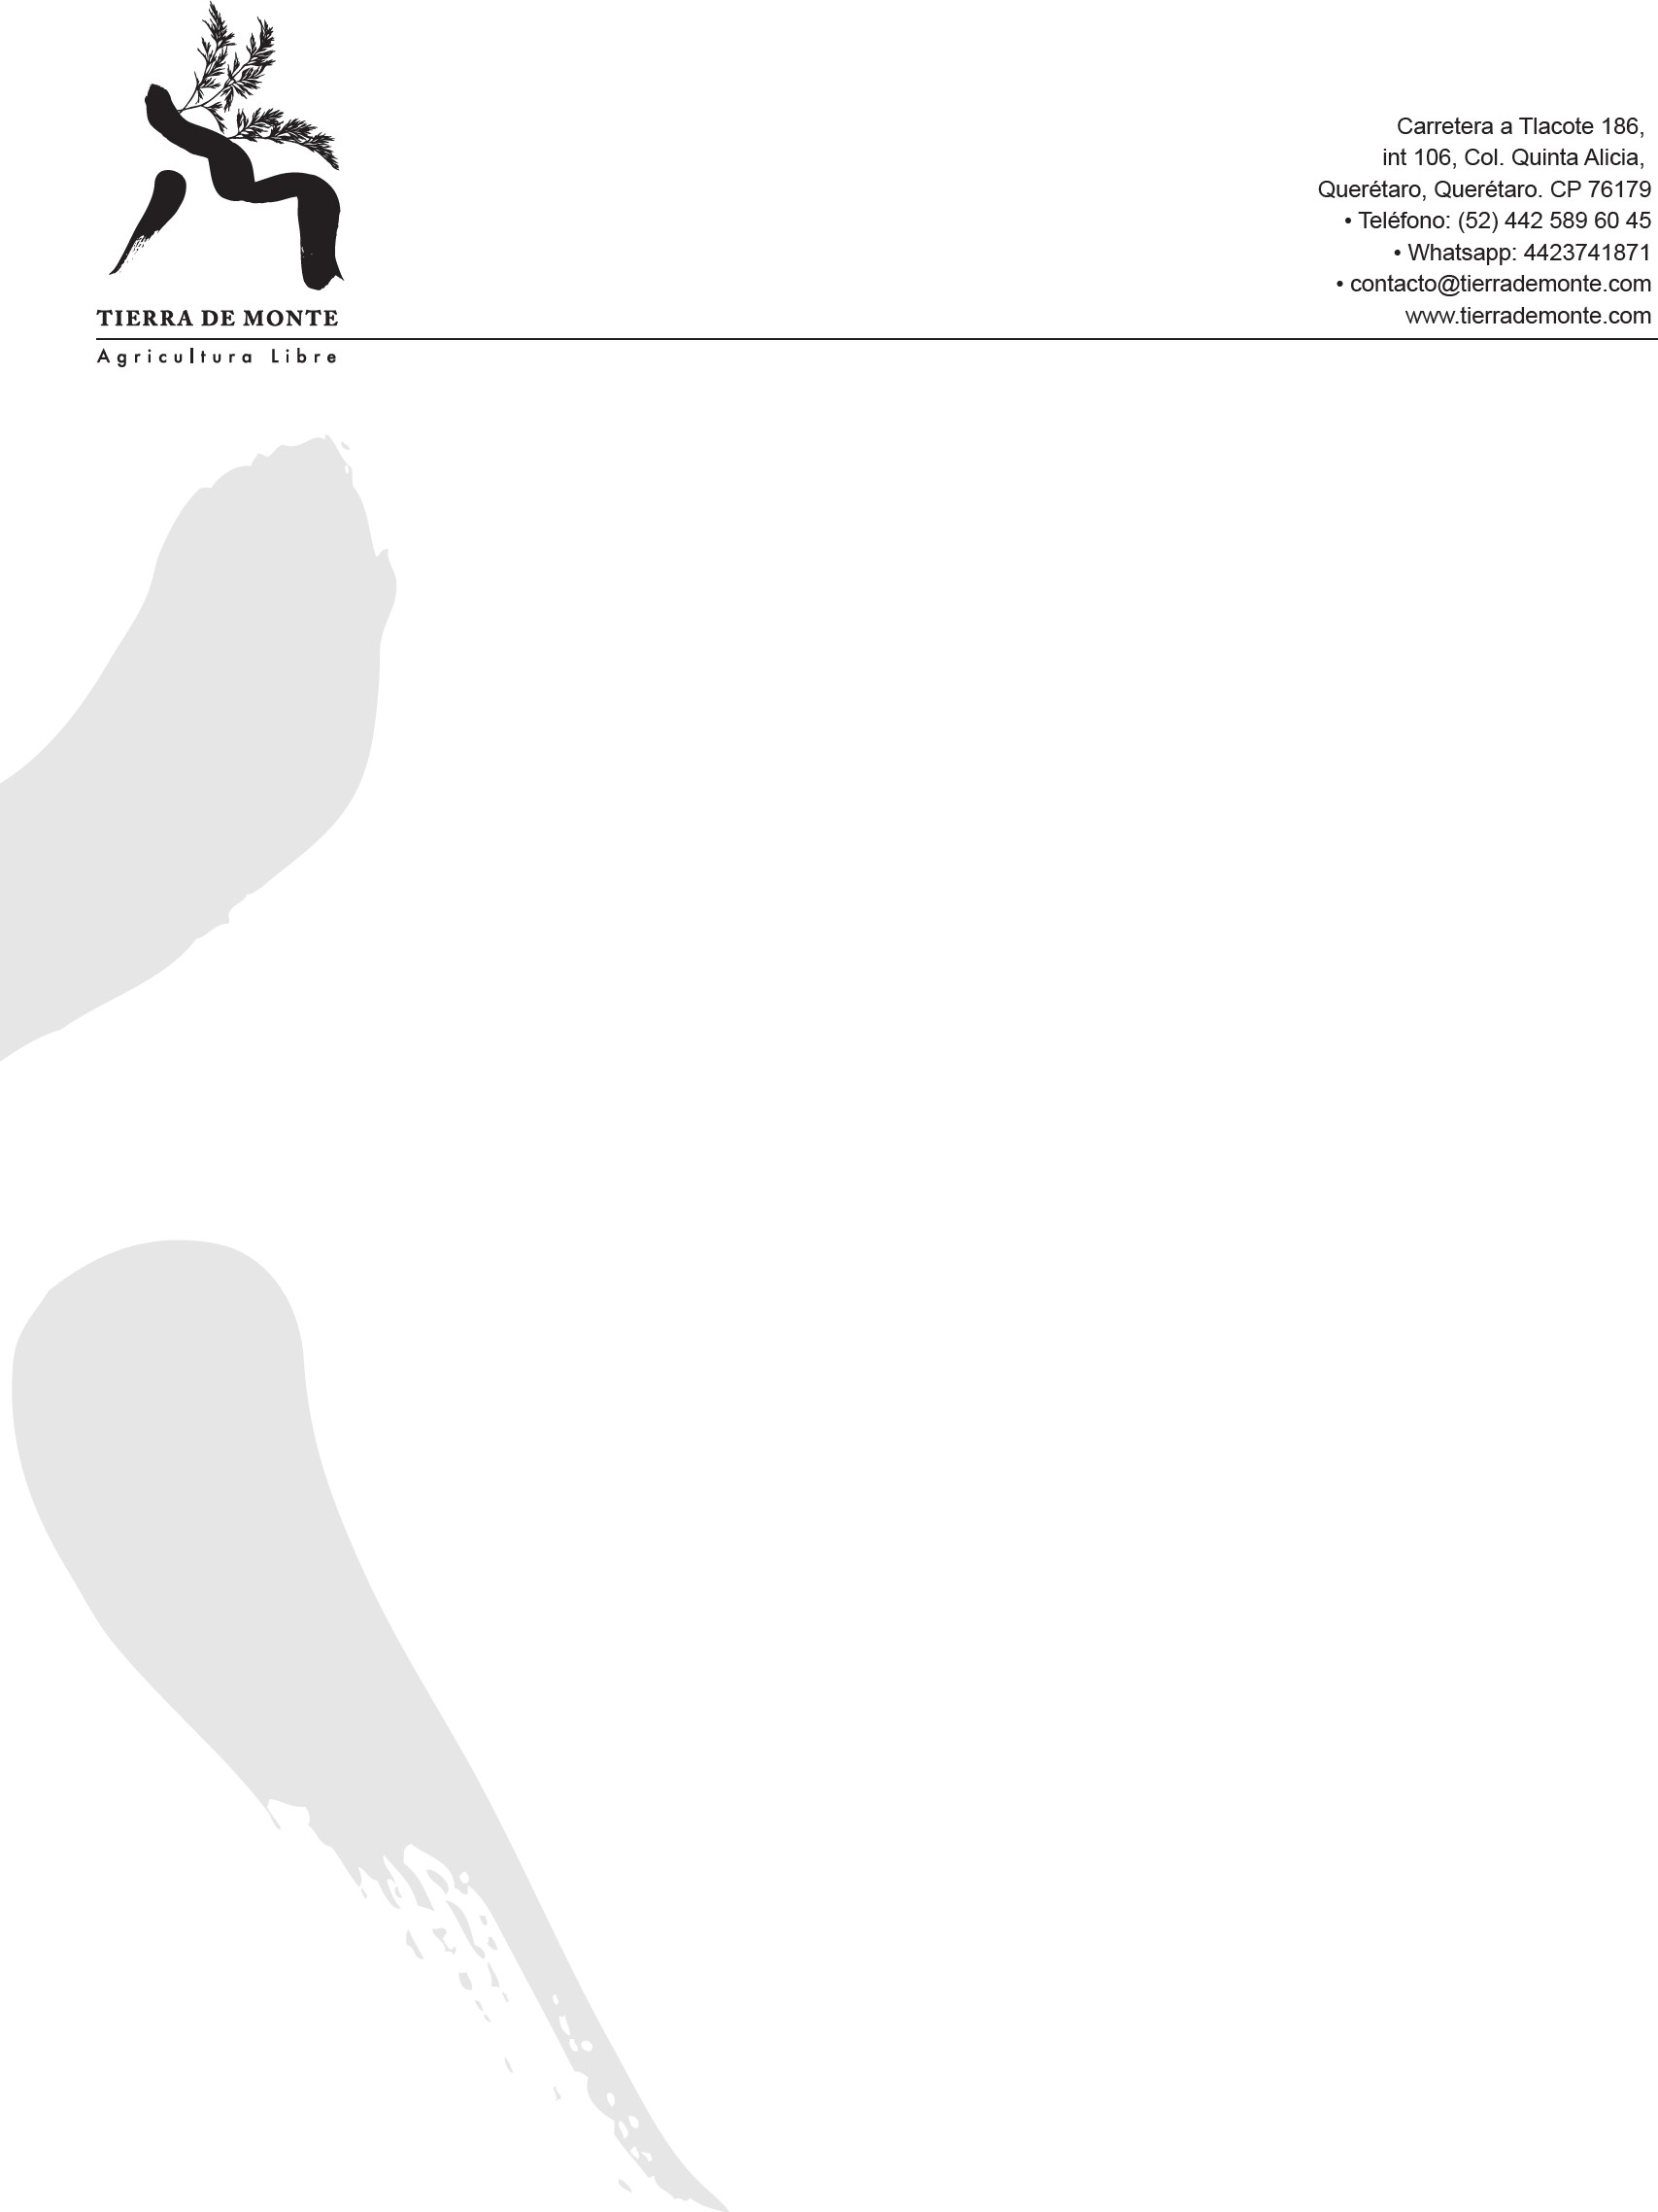 Carretera a Tlacote 186,
int 106, Col. Quinta Alicia,
Querétaro, Querétaro. CP 76179
• Teléfono: (52) 442 589 60 45
• Whatsapp: 4423741871
• contacto@tierrademonte.com
www.tierrademonte.com
TIERRA DE MONTE
Agricultura Libre